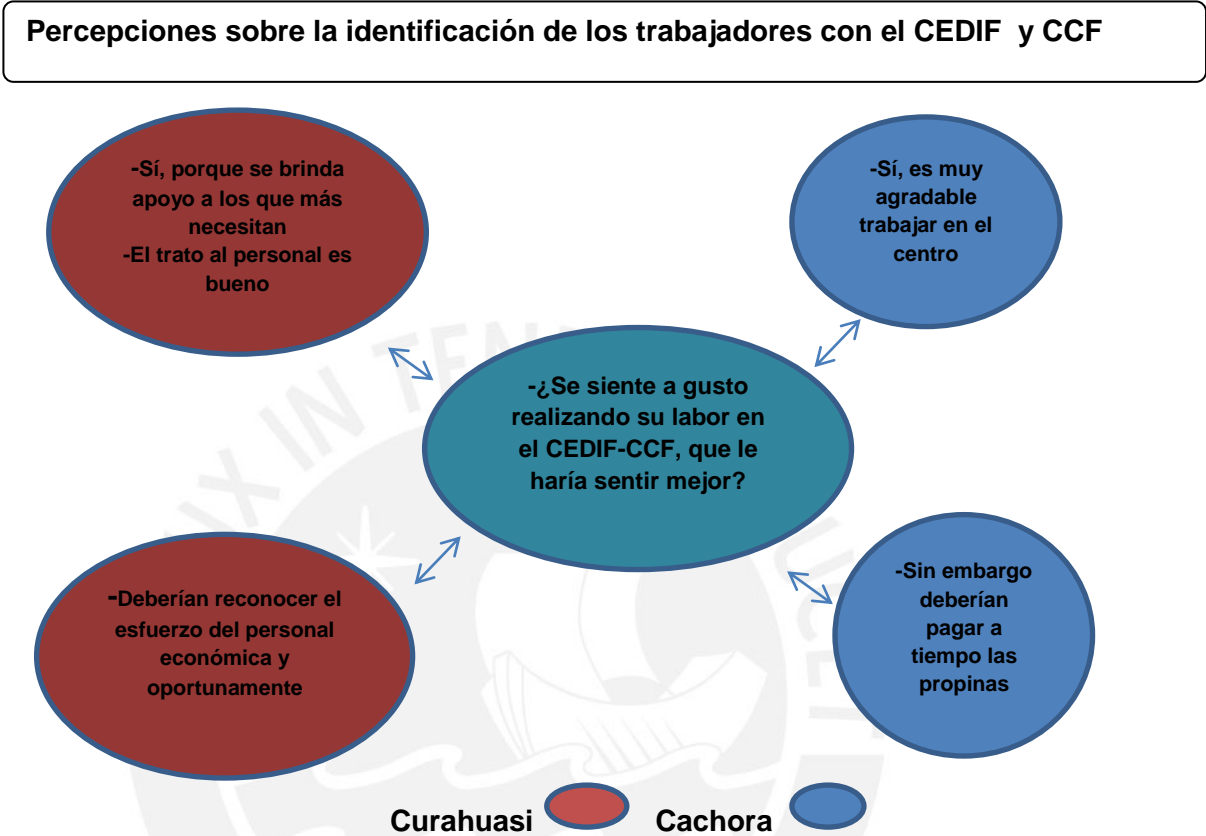 Percepciones sobre la identificación de los trabajadores con el CEDIF y CCF
-Sí, porque se brinda
apoyo a los que más
necesitan
-El trato al personal es
bueno
-Sí, es muy
agradable
trabajar en el
centro
-¿Se siente a gusto
realizando su labor en
el CEDIF-CCF, que le
haría sentir mejor?
-Deberían reconocer el
esfuerzo del personal
económica y
oportunamente
-Sin embargo
deberían
pagar a
tiempo las
propinas
Curahuasi Cachora